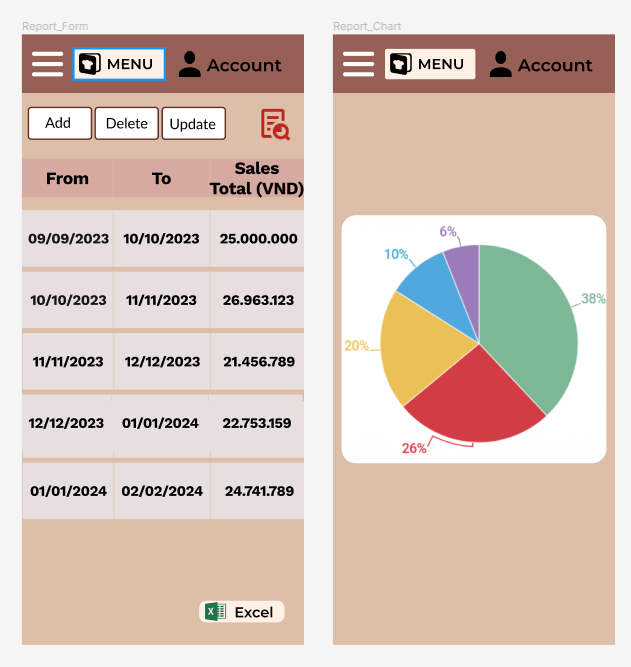 Report_Form
MENU
Account
Add
Delete
Update
From
To
Sales
Total (VND)
09/09/2023
10/10/2023
25.000.000
10/10/2023
11/11/2023
26.963.123
11/11/2023
12/12/2023
21.456.789
12/12/2023
01/01/2024
22.753.159
01/01/2024
02/02/2024
24.741.789
Excel
Report_Chart
MENU
Account
6%
10%
38%
20%
26%